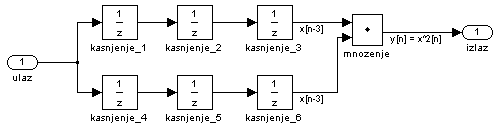 1
z
1
z
1
z
x[n-3]
kasnjenje_1
kasnjenje_2
kasnjenje_3
1
ulaz
mnozenje
y[n] = x^2[n]
1
izlaz
1
z
1
z
1
z
x[n-3]
kasnjenje_4
kasnjenje_5
kasnjenje_6